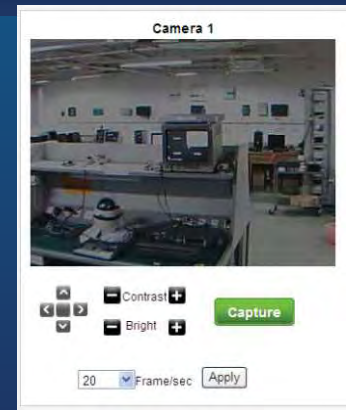 Camera 1
Contrast
Bright
Capture
20 Frame/sec Apply